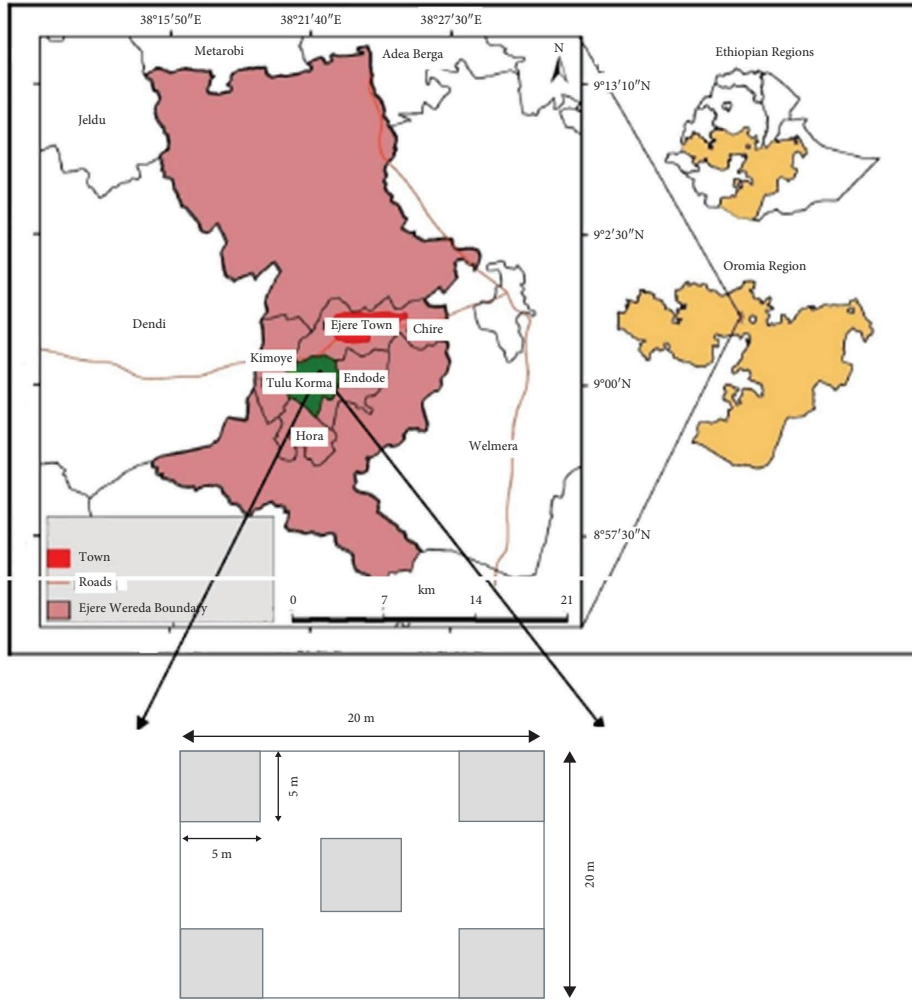 38°15′50″E
38°21′40″E
38°27′30″E
Metarobi
Adea Berga
N
Ethiopian Regions
9°13′10″N
Jeldu
9°2′30″N
Oromia Region
Dendi
Ejere Town
Chire
Kimoye
Tulu Korma
Endode
9°00′N
Hora
Welmera
8°57′30″N
Town
Roads
Ejere Wereda Boundary
km
0
7
14
21
20 m
5 m
5 m
20 m